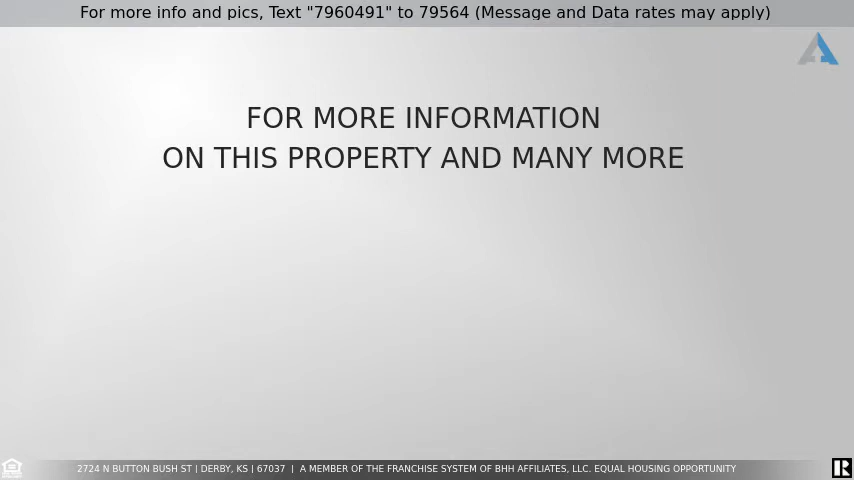 For more info and pics, Text "7960491" to 79564 (Message and Data rates may apply)
FOR MORE INFORMATION
ON THIS PROPERTY AND MANY MORE
2724 N BUTTON BUSH ST | DERBY, KS | 67037 | A MEMBER OF THE FRANCHISE SYSTEM OF BHH AFFILIATES, LLC. EQUAL HOUSING OPPORTUNITY